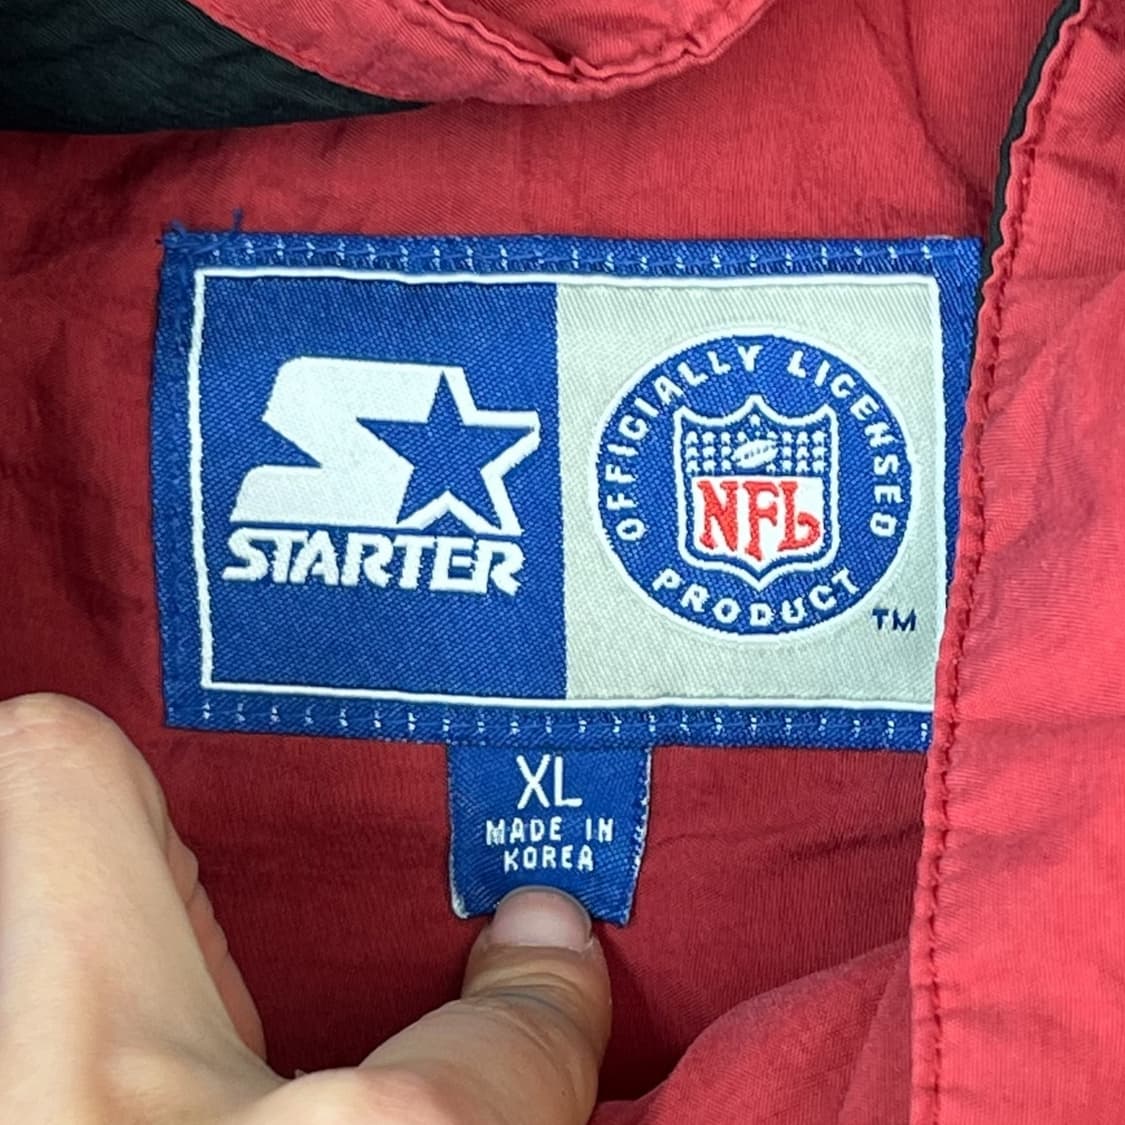 STARTER
OFFICIALLY LICENSED
NFL
PRODUCT
TM
XL
MADE IN
KOREA